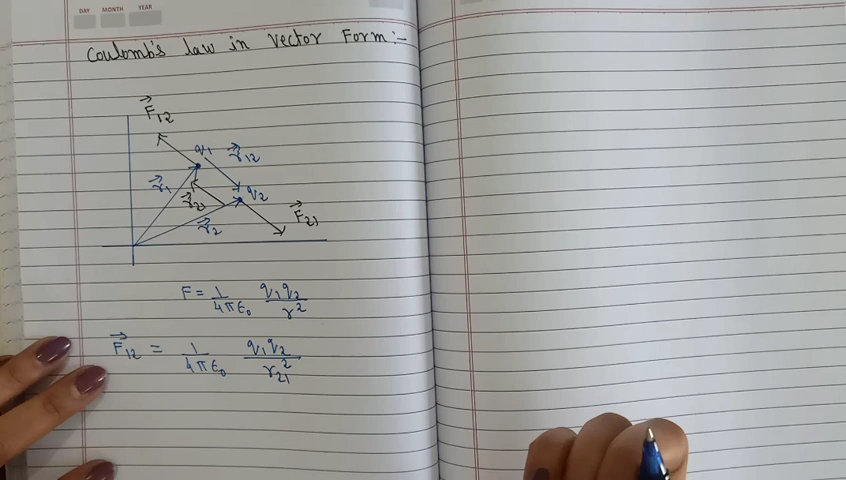 DAY MONTH YEAR
Coulomb's law in Vector Form:-
F⃗₁₂
q₁ r⃗₁₂
r⃗₁ r⃗₂₁ q₂
r⃗₂ F⃗₂₁
F = 1/4πε₀ q₁q₂/r²
F⃗₁₂ = 1/4πε₀ q₁q₂/r₂₁²